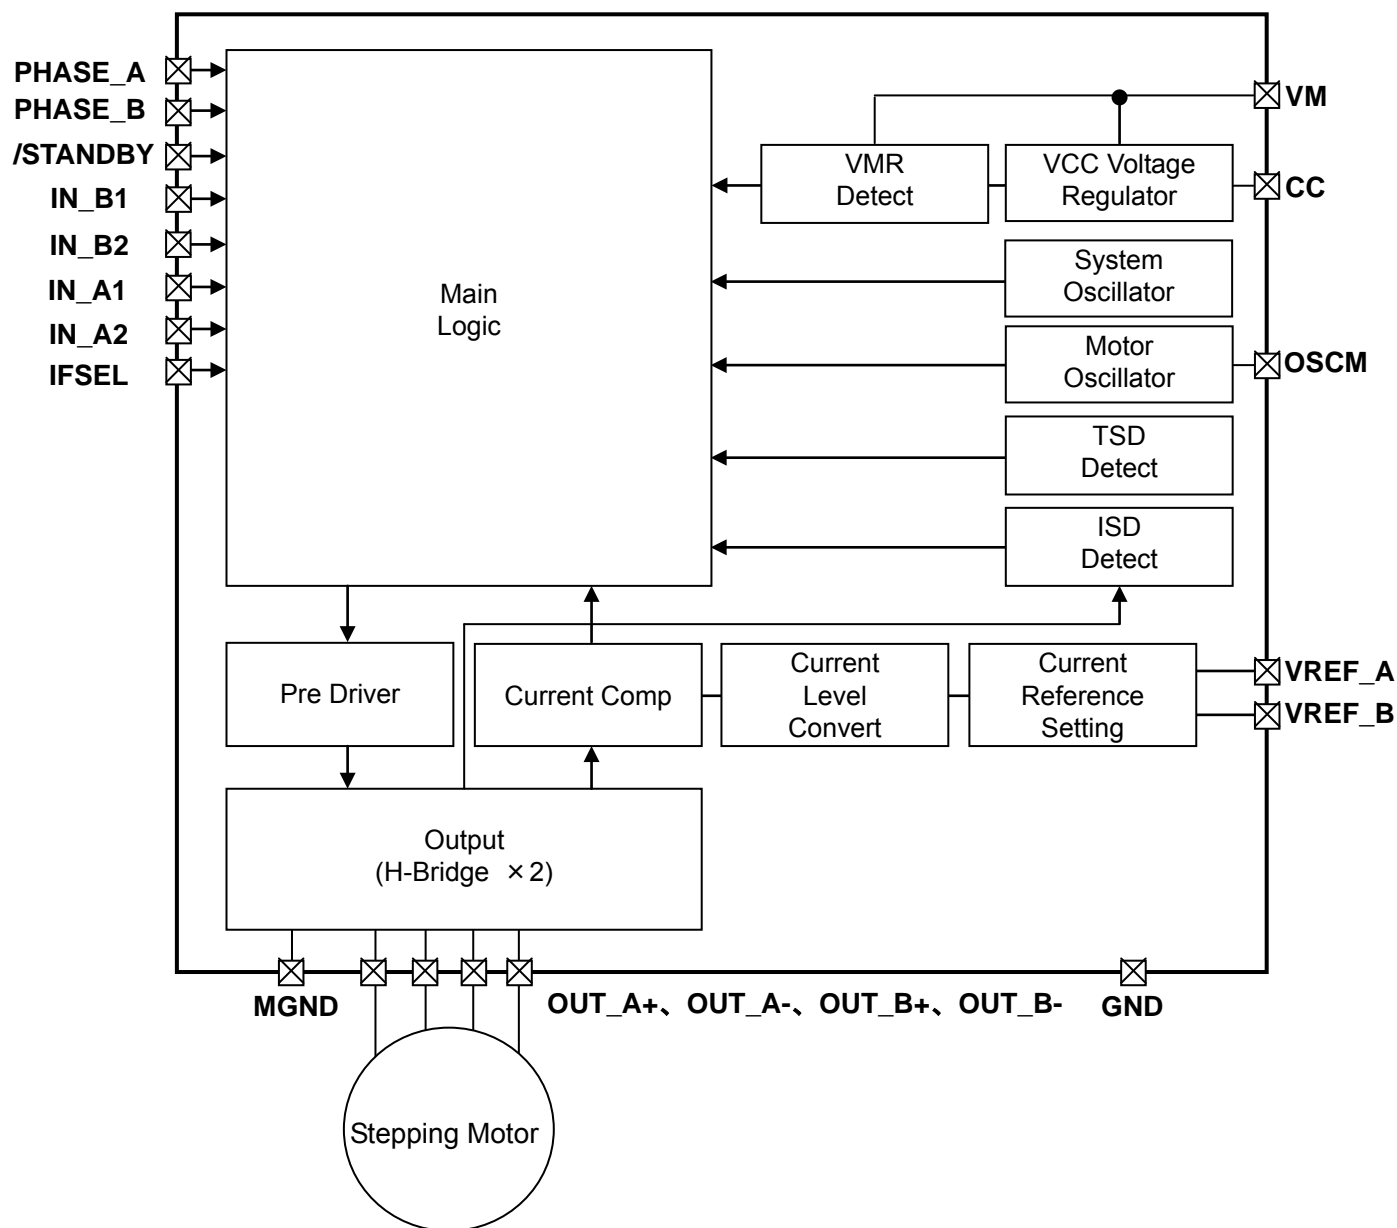 PHASE_A
PHASE_B
/STANDBY
IN_B1
IN_B2
IN_A1
IN_A2
IFSEL
Main
Logic
VMR
Detect
VCC Voltage
Regulator
System
Oscillator
Motor
Oscillator
TSD
Detect
ISD
Detect
VM
CC
OSCM
Pre Driver
Current Comp
Current
Level
Convert
Current
Reference
Setting
VREF_A
VREF_B
Output
(H-Bridge ×2)
MGND
OUT_A+、OUT_A-、OUT_B+、OUT_B-
GND
Stepping Motor